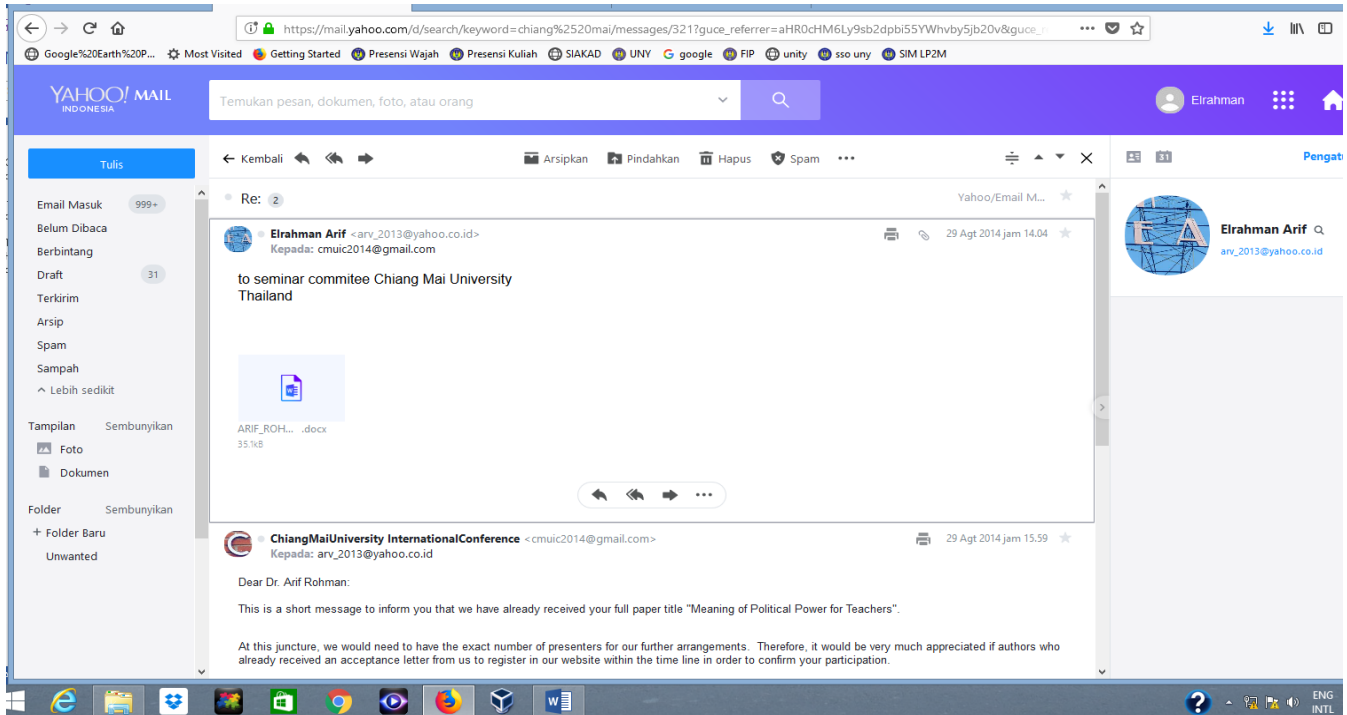 https://mail.yahoo.com/d/search/keyword=chiang%2520mai/messages/321?guce_referrer=aHR0cHM6Ly9sb2dpbi55YWhvby5jb20v&guce_r
Google%20Earth%20P... Most Visited Getting Started Presensi Wajah Presensi Kuliah SIAKAD UNY G google FIP unity sso uny SIM LP2M
YAHOO! MAIL
INDONESIA
Temukan pesan, dokumen, foto, atau orang
Elrahman
Tulis
Kembali Arsipkan Pindahkan Hapus Spam
31 Pengat
Email Masuk 999+
Belum Dibaca
Berbintang
Draft 31
Terkirim
Arsip
Spam
Sampah
Lebih sedikit
Tampilan Sembunyikan
Foto
Dokumen
Folder Sembunyikan
+ Folder Baru
Unwanted
Re: 2 Yahoo/Email M...
Elrahman Arif <arv_2013@yahoo.co.id> 29 Agt 2014 jam 14.04
Kepada: cmuic2014@gmail.com
to seminar commitee Chiang Mai University
Thailand
ARIF_ROH... .docx
35.1kB
ChiangMaiUniversity InternationalConference <cmuic2014@gmail.com> 29 Agt 2014 jam 15.59
Kepada: arv_2013@yahoo.co.id
Dear Dr. Arif Rohman:
This is a short message to inform you that we have already received your full paper title "Meaning of Political Power for Teachers".
At this juncture, we would need to have the exact number of presenters for our further arrangements. Therefore, it would be very much appreciated if authors who
already received an acceptance letter from us to register in our website within the time line in order to confirm your participation.
E A
Elrahman Arif
arv_2013@yahoo.co.id
ENG
INTL